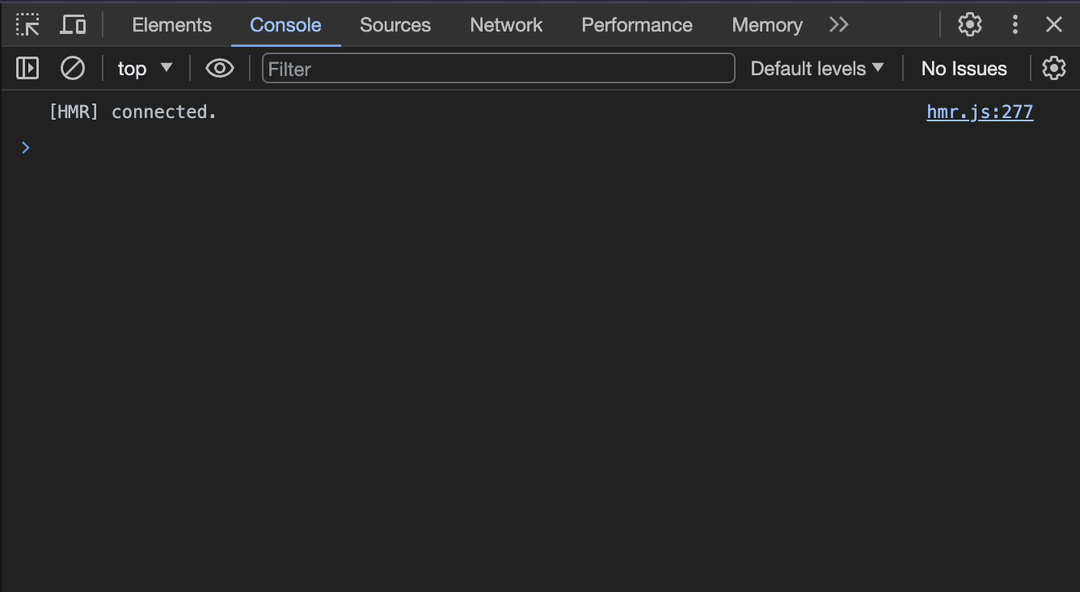 Elements Console Sources Network Performance Memory
top Filter Default levels No Issues
[HMR] connected. hmr.js:277